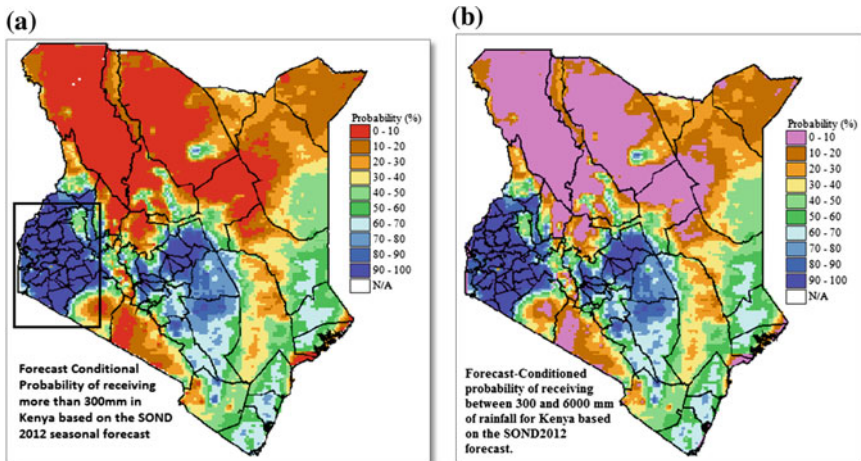 (a)
Probability (%)
0 - 10
10 - 20
20 - 30
30 - 40
40 - 50
50 - 60
60 - 70
70 - 80
80 - 90
90 - 100
N/A
Forecast Conditional
Probability of receiving
more than 300mm in
Kenya based on the SOND
2012 seasonal forecast
(b)
Probability (%)
0 - 10
10 - 20
20 - 30
30 - 40
40 - 50
50 - 60
60 - 70
70 - 80
80 - 90
90 - 100
N/A
Forecast-Conditioned
probability of receiving
between 300 and 6000 mm
of rainfall for Kenya based
on the SOND2012
forecast.